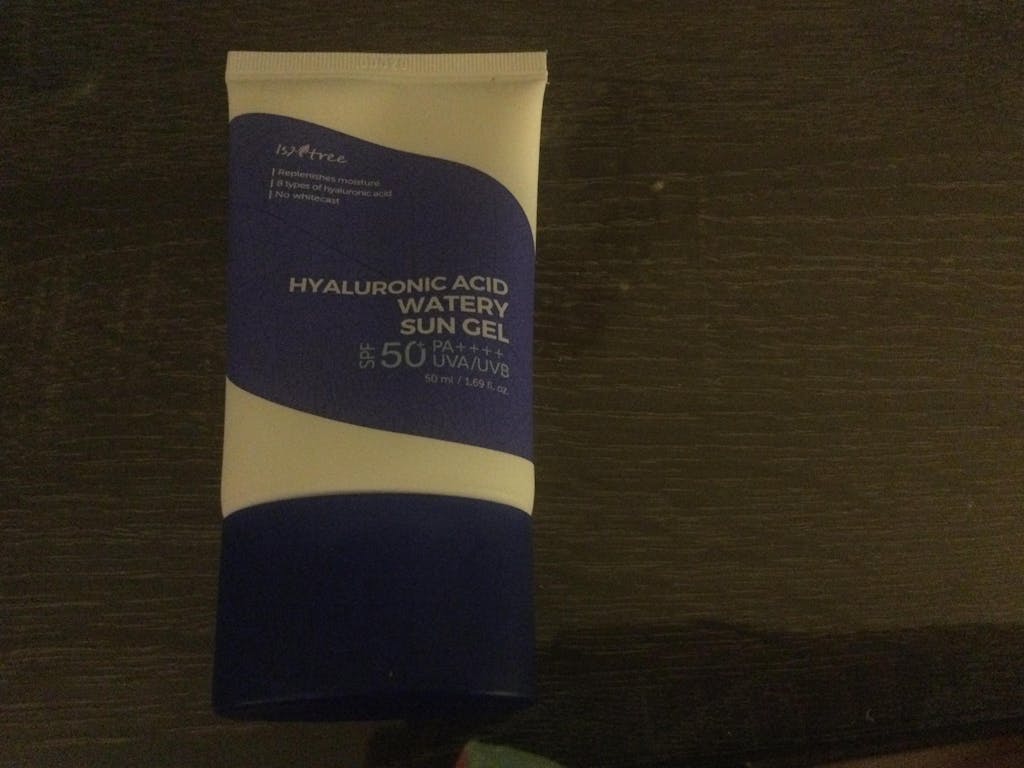 Isntree
Replenishes moisture
8 types of hyaluronic acid
No whitecast
HYALURONIC ACID
WATERY
SUN GEL
SPF 50+ PA++++
UVA/UVB
50 ml / 1.69 fl. oz.